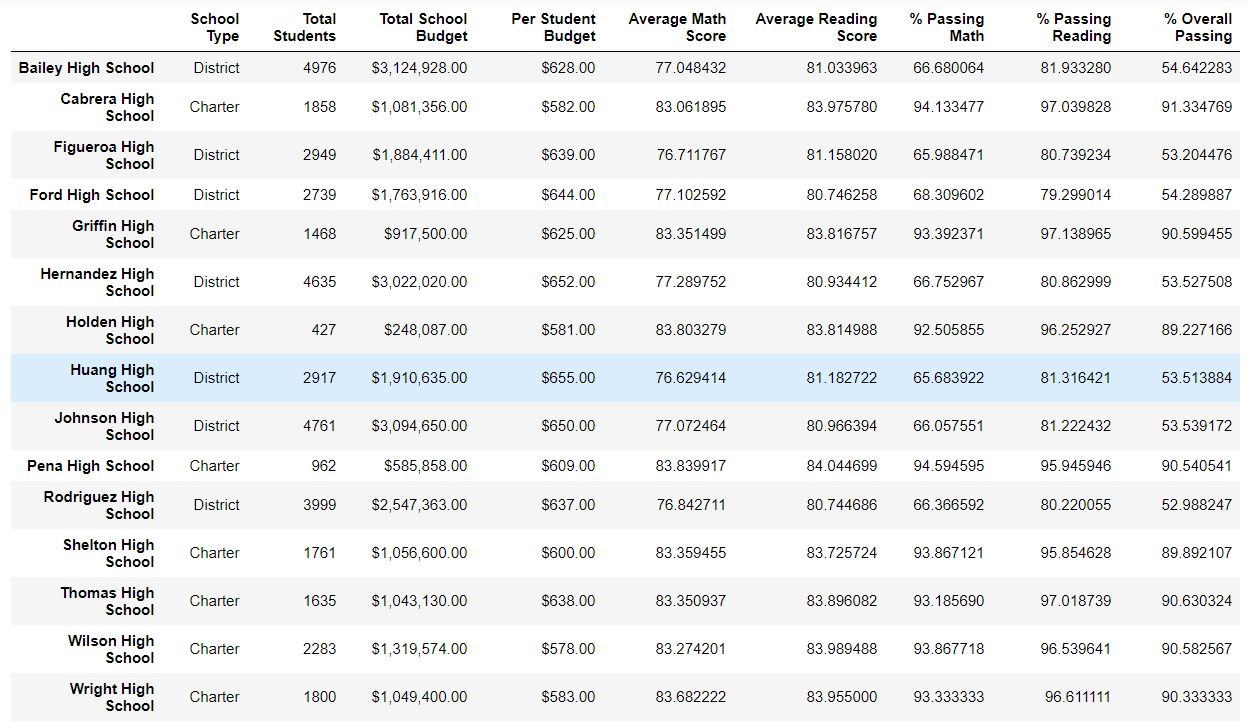 School Type Total Students Total School Budget Per Student Budget Average Math Score Average Reading Score % Passing Math % Passing Reading % Overall Passing
Bailey High School District 4976 $3,124,928.00 $628.00 77.048432 81.033963 66.680064 81.933280 54.642283
Cabrera High School Charter 1858 $1,081,356.00 $582.00 83.061895 83.975780 94.133477 97.039828 91.334769
Figueroa High School District 2949 $1,884,411.00 $639.00 76.711767 81.158020 65.988471 80.739234 53.204476
Ford High School District 2739 $1,763,916.00 $644.00 77.102592 80.746258 68.309602 79.299014 54.289887
Griffin High School Charter 1468 $917,500.00 $625.00 83.351499 83.816757 93.392371 97.138965 90.599455
Hernandez High School District 4635 $3,022,020.00 $652.00 77.289752 80.934412 66.752967 80.862999 53.527508
Holden High School Charter 427 $248,087.00 $581.00 83.803279 83.814988 92.505855 96.252927 89.227166
Huang High School District 2917 $1,910,635.00 $655.00 76.629414 81.182722 65.683922 81.316421 53.513884
Johnson High School District 4761 $3,094,650.00 $650.00 77.072464 80.966394 66.057551 81.222432 53.539172
Pena High School Charter 962 $585,858.00 $609.00 83.839917 84.044699 94.594595 95.945946 90.540541
Rodriguez High School District 3999 $2,547,363.00 $637.00 76.842711 80.744686 66.366592 80.220055 52.988247
Shelton High School Charter 1761 $1,056,600.00 $600.00 83.359455 83.725724 93.867121 95.854628 89.892107
Thomas High School Charter 1635 $1,043,130.00 $638.00 83.350937 83.896082 93.185690 97.018739 90.630324
Wilson High School Charter 2283 $1,319,574.00 $578.00 83.274201 83.989488 93.867718 96.539641 90.582567
Wright High School Charter 1800 $1,049,400.00 $583.00 83.682222 83.955000 93.333333 96.611111 90.333333